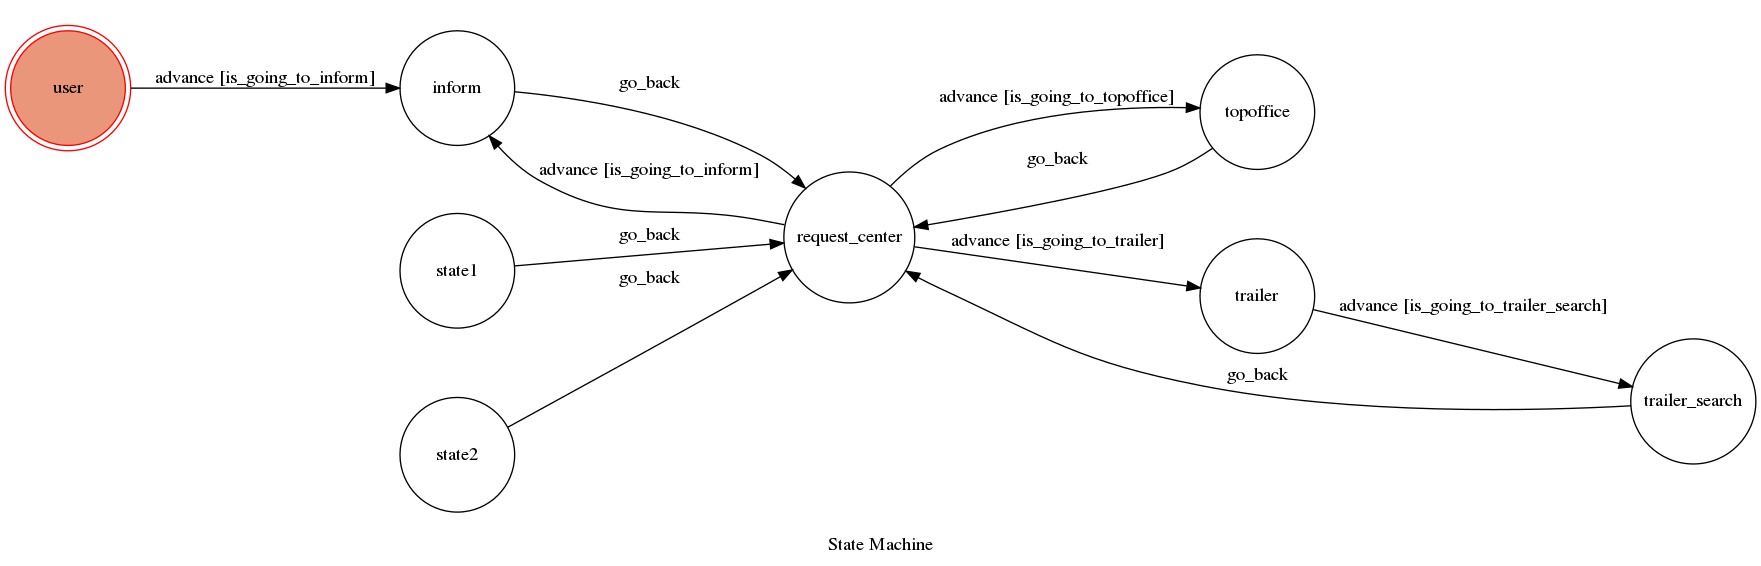 user
advance [is_going_to_inform]
inform
go_back
advance [is_going_to_inform]
state1
go_back
go_back
state2
request_center
advance [is_going_to_topoffice]
topoffice
go_back
advance [is_going_to_trailer]
trailer
advance [is_going_to_trailer_search]
go_back
trailer_search
State Machine